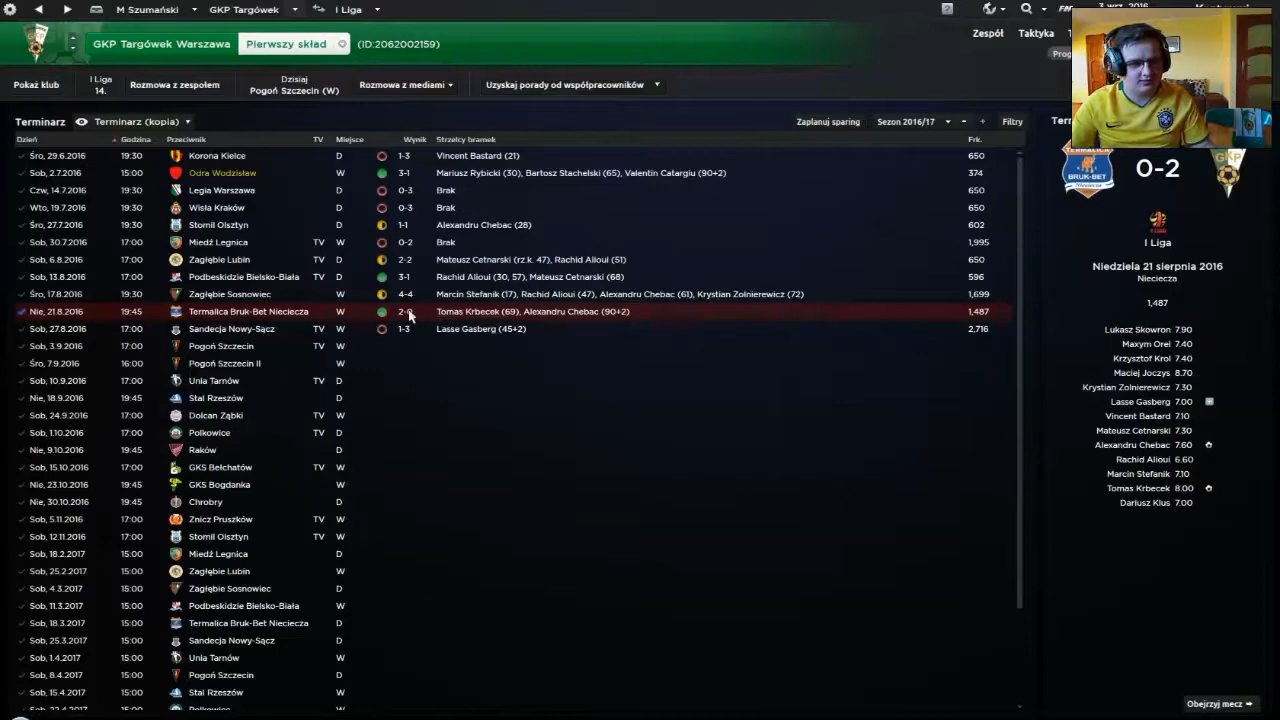 M Szumański
GKP Targówek
I Liga
GKP Targówek Warszawa
Pierwszy skład
(ID:2062002159)
Zespół
Taktyka
Pokaż klub
I Liga
14.
Rozmowa z zespołem
Dzisiaj
Pogoń Szczecin (W)
Rozmowa z mediami
Uzyskaj porady od współpracowników
Terminarz
Terminarz (kopia)
Zaplanuj sparing
Sezon 2016/17
Filtry
Dzień Godzina Przeciwnik TV Miejsce Wynik Strzelcy bramek Frk.
Śro, 29.6.2016 19:30 Korona Kielce D 1-3 Vincent Bastard (21) 650
Sob, 2.7.2016 15:00 Odra Wodzisław W Mariusz Rybicki (30), Bartosz Stachelski (65), Valentin Catargiu (90+2) 374
Czw, 14.7.2016 19:30 Legia Warszawa D 0-3 Brak 650
Wto, 19.7.2016 19:30 Wisła Kraków D 0-3 Brak 650
Śro, 27.7.2016 19:30 Stomil Olsztyn D 1-1 Alexandru Chebac (28) 602
Sob, 30.7.2016 17:00 Miedź Legnica TV W 0-2 Brak 1,995
Sob, 6.8.2016 17:00 Zagłębie Lubin TV D 2-2 Mateusz Cetnarski (rz.k. 47), Rachid Alioui (51) 650
Sob, 13.8.2016 17:00 Podbeskidzie Bielsko-Biała TV D 3-1 Rachid Alioui (30, 57), Mateusz Cetnarski (68) 596
Śro, 17.8.2016 19:30 Zagłębie Sosnowiec W 4-4 Marcin Stefanik (17), Rachid Alioui (47), Alexandru Chebac (61), Krystian Zolnierewicz (72) 1,699
Nie, 21.8.2016 19:45 Termalica Bruk-Bet Nieciecza W 2-0 Tomas Krbecek (69), Alexandru Chebac (90+2) 1,487
Sob, 27.8.2016 17:00 Sandecja Nowy-Sącz TV W 1-3 Lasse Gasberg (45+2) 2,716
Sob, 3.9.2016 17:00 Pogoń Szczecin TV W
Śro, 7.9.2016 16:00 Pogoń Szczecin II W
Sob, 10.9.2016 17:00 Unia Tarnów TV D
Nie, 18.9.2016 19:45 Stal Rzeszów D
Sob, 24.9.2016 17:00 Dolcan Ząbki TV W
Sob, 1.10.2016 17:00 Polkowice TV D
Nie, 9.10.2016 19:45 Raków D
Sob, 15.10.2016 17:00 GKS Bełchatów TV W
Nie, 23.10.2016 19:45 GKS Bogdanka W
Nie, 30.10.2016 19:45 Chrobry D
Sob, 5.11.2016 17:00 Znicz Pruszków TV W
Sob, 12.11.2016 17:00 Stomil Olsztyn TV W
Sob, 18.2.2017 15:00 Miedź Legnica D
Sob, 25.2.2017 15:00 Zagłębie Lubin W
Sob, 4.3.2017 15:00 Zagłębie Sosnowiec D
Sob, 11.3.2017 15:00 Podbeskidzie Bielsko-Biała W
Sob, 18.3.2017 15:00 Termalica Bruk-Bet Nieciecza D
Sob, 25.3.2017 15:00 Sandecja Nowy-Sącz D
Sob, 1.4.2017 15:00 Unia Tarnów W
Sob, 8.4.2017 15:00 Pogoń Szczecin D
Sob, 15.4.2017 15:00 Stal Rzeszów W
TERMALICA
BRUK-BET
Nieciecza
0-2
GKP
I Liga
Niedziela 21 sierpnia 2016
Nieciecza
1,487
Lukasz Skowron 7.90
Maxym Orel 7.40
Krzysztof Krol 7.40
Maciej Joczys 8.70
Krystian Zolnierewicz 7.30
Lasse Gasberg 7.00
Vincent Bastard 7.10
Mateusz Cetnarski 7.30
Alexandru Chebac 7.60
Rachid Alioui 6.60
Marcin Stefanik 7.10
Tomas Krbecek 8.00
Dariusz Klus 7.00
Obejrzyj mecz